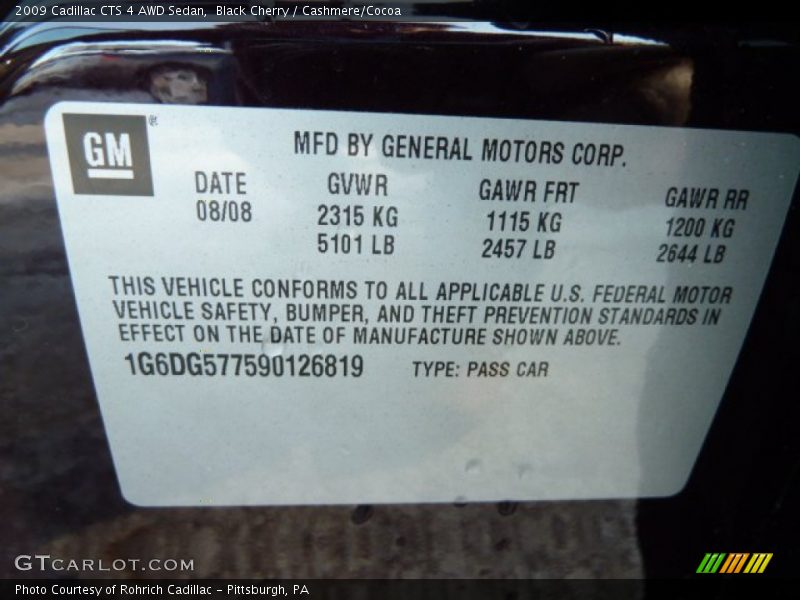 2009 Cadillac CTS 4 AWD Sedan, Black Cherry / Cashmere/Cocoa
GM®
MFD BY GENERAL MOTORS CORP.
DATE GVWR GAWR FRT GAWR RR
08/08 2315 KG 1115 KG 1200 KG
5101 LB 2457 LB 2644 LB
THIS VEHICLE CONFORMS TO ALL APPLICABLE U.S. FEDERAL MOTOR
VEHICLE SAFETY, BUMPER, AND THEFT PREVENTION STANDARDS IN
EFFECT ON THE DATE OF MANUFACTURE SHOWN ABOVE.
1G6DG577590126819 TYPE: PASS CAR
GTCARLOT.COM
Photo Courtesy of Rohrich Cadillac - Pittsburgh, PA